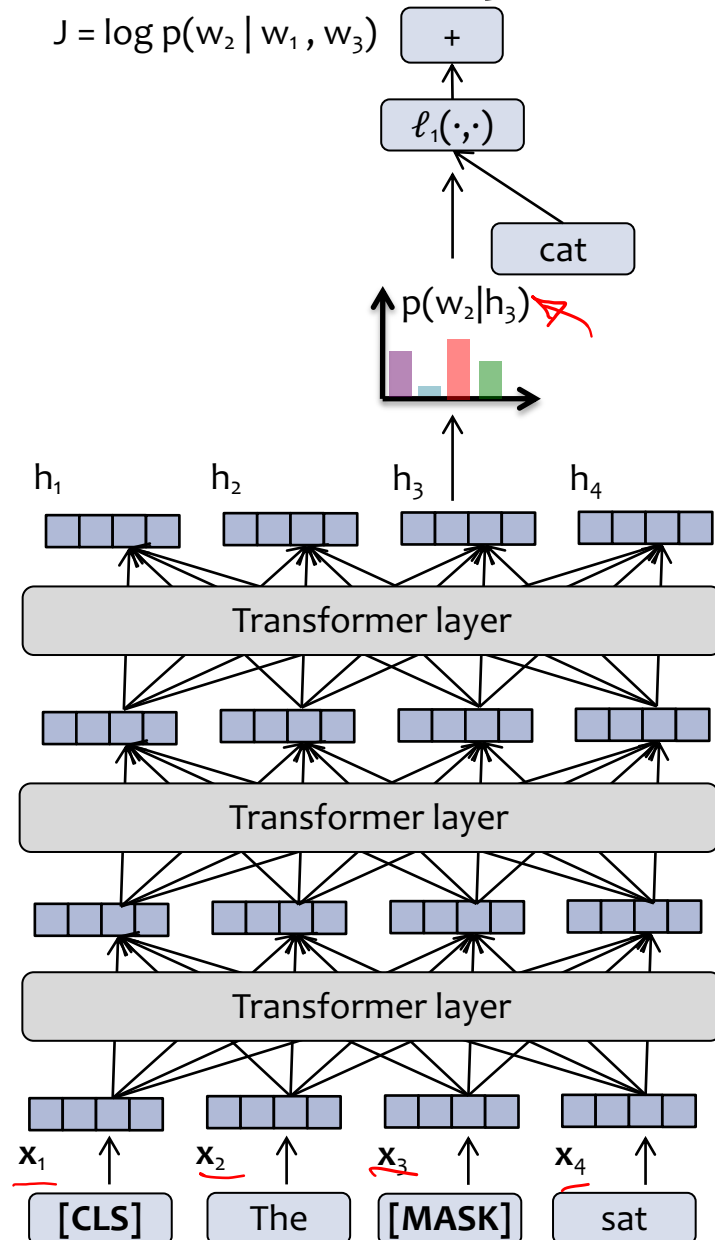 J = log p(w₂ | w₁ , w₃)
+
ℓ₁(·,·)
cat
p(w₂|h₃)
h₁ h₂ h₃ h₄
Transformer layer
Transformer layer
Transformer layer
x₁ x₂ x₃ x₄
[CLS] The [MASK] sat